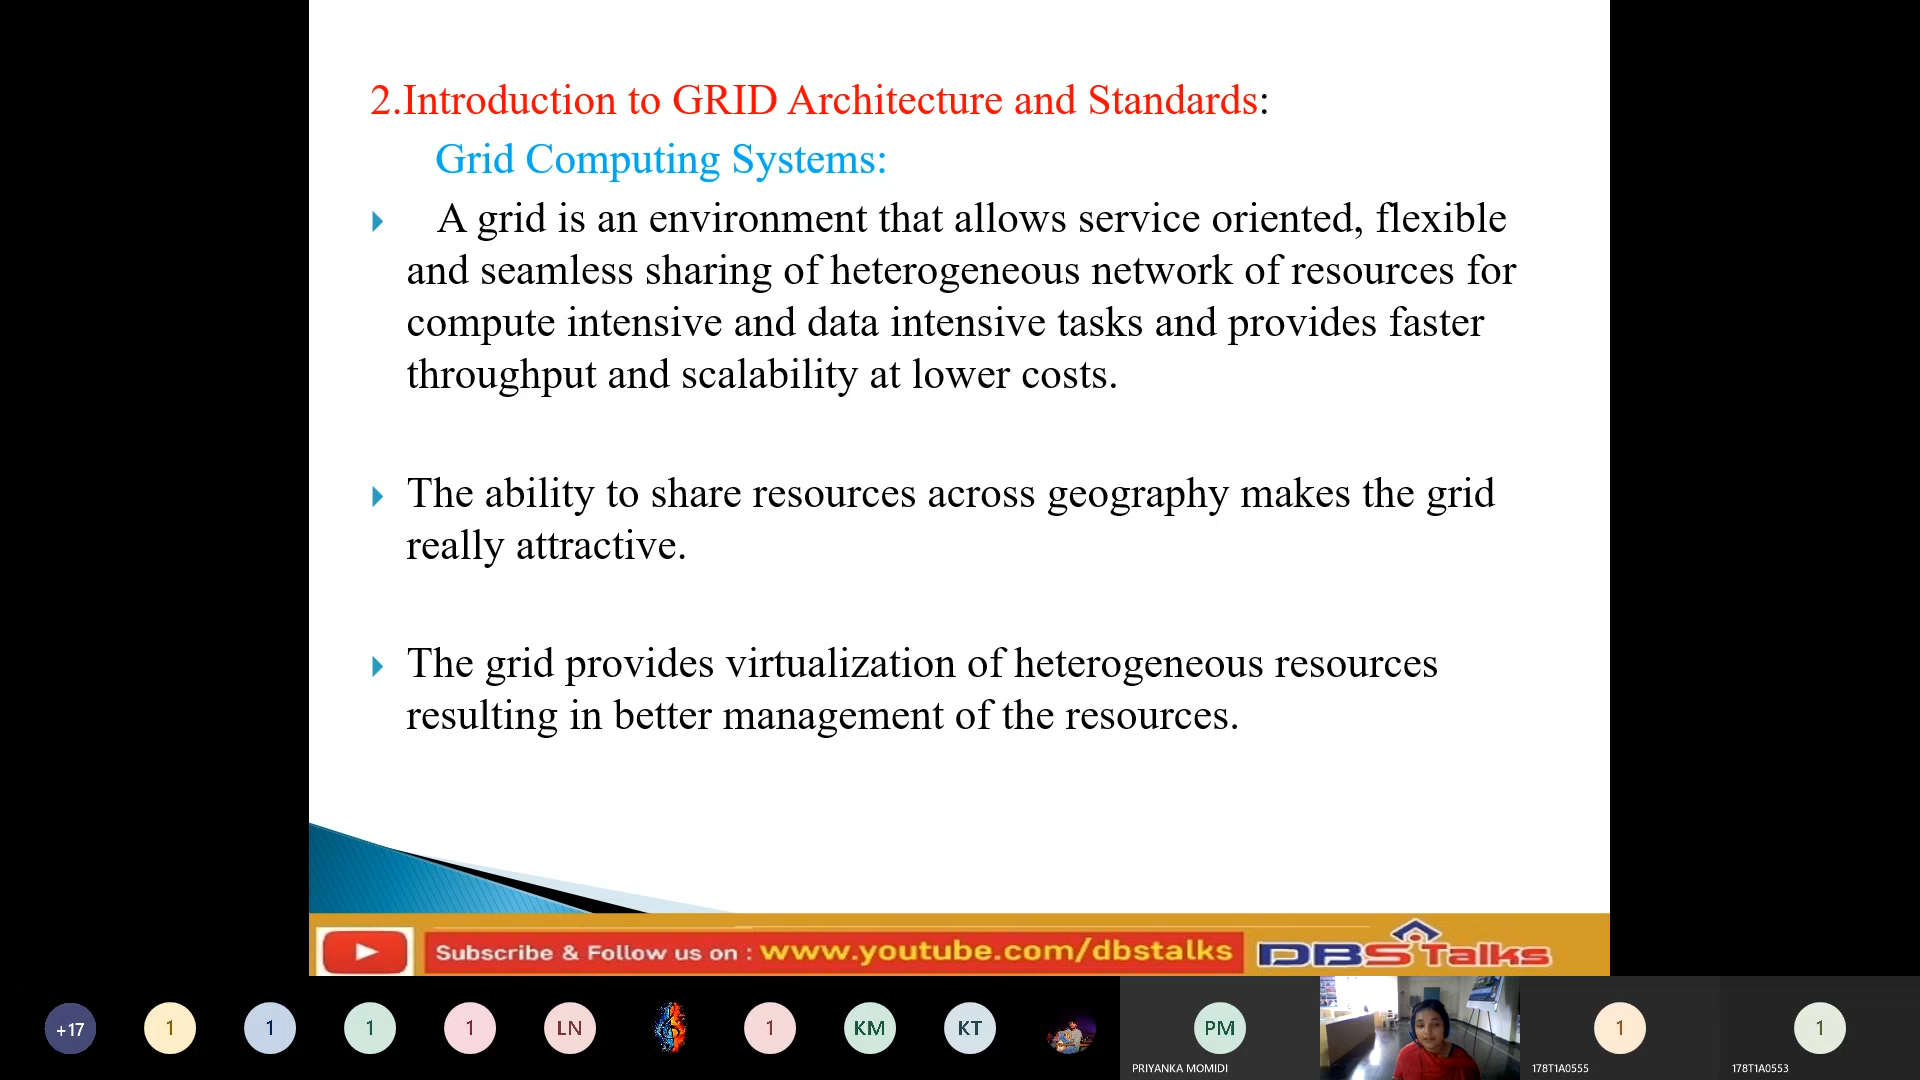 2.Introduction to GRID Architecture and Standards:
Grid Computing Systems:
A grid is an environment that allows service oriented, flexible
and seamless sharing of heterogeneous network of resources for
compute intensive and data intensive tasks and provides faster
throughput and scalability at lower costs.
The ability to share resources across geography makes the grid
really attractive.
The grid provides virtualization of heterogeneous resources
resulting in better management of the resources.
Subscribe & Follow us on : www.youtube.com/dbstalks DBS Talks
+17 1 1 1 1 LN 1 KM KT PM 1 1
PRIYANKA MOMIDI 178T1A0555 178T1A0553